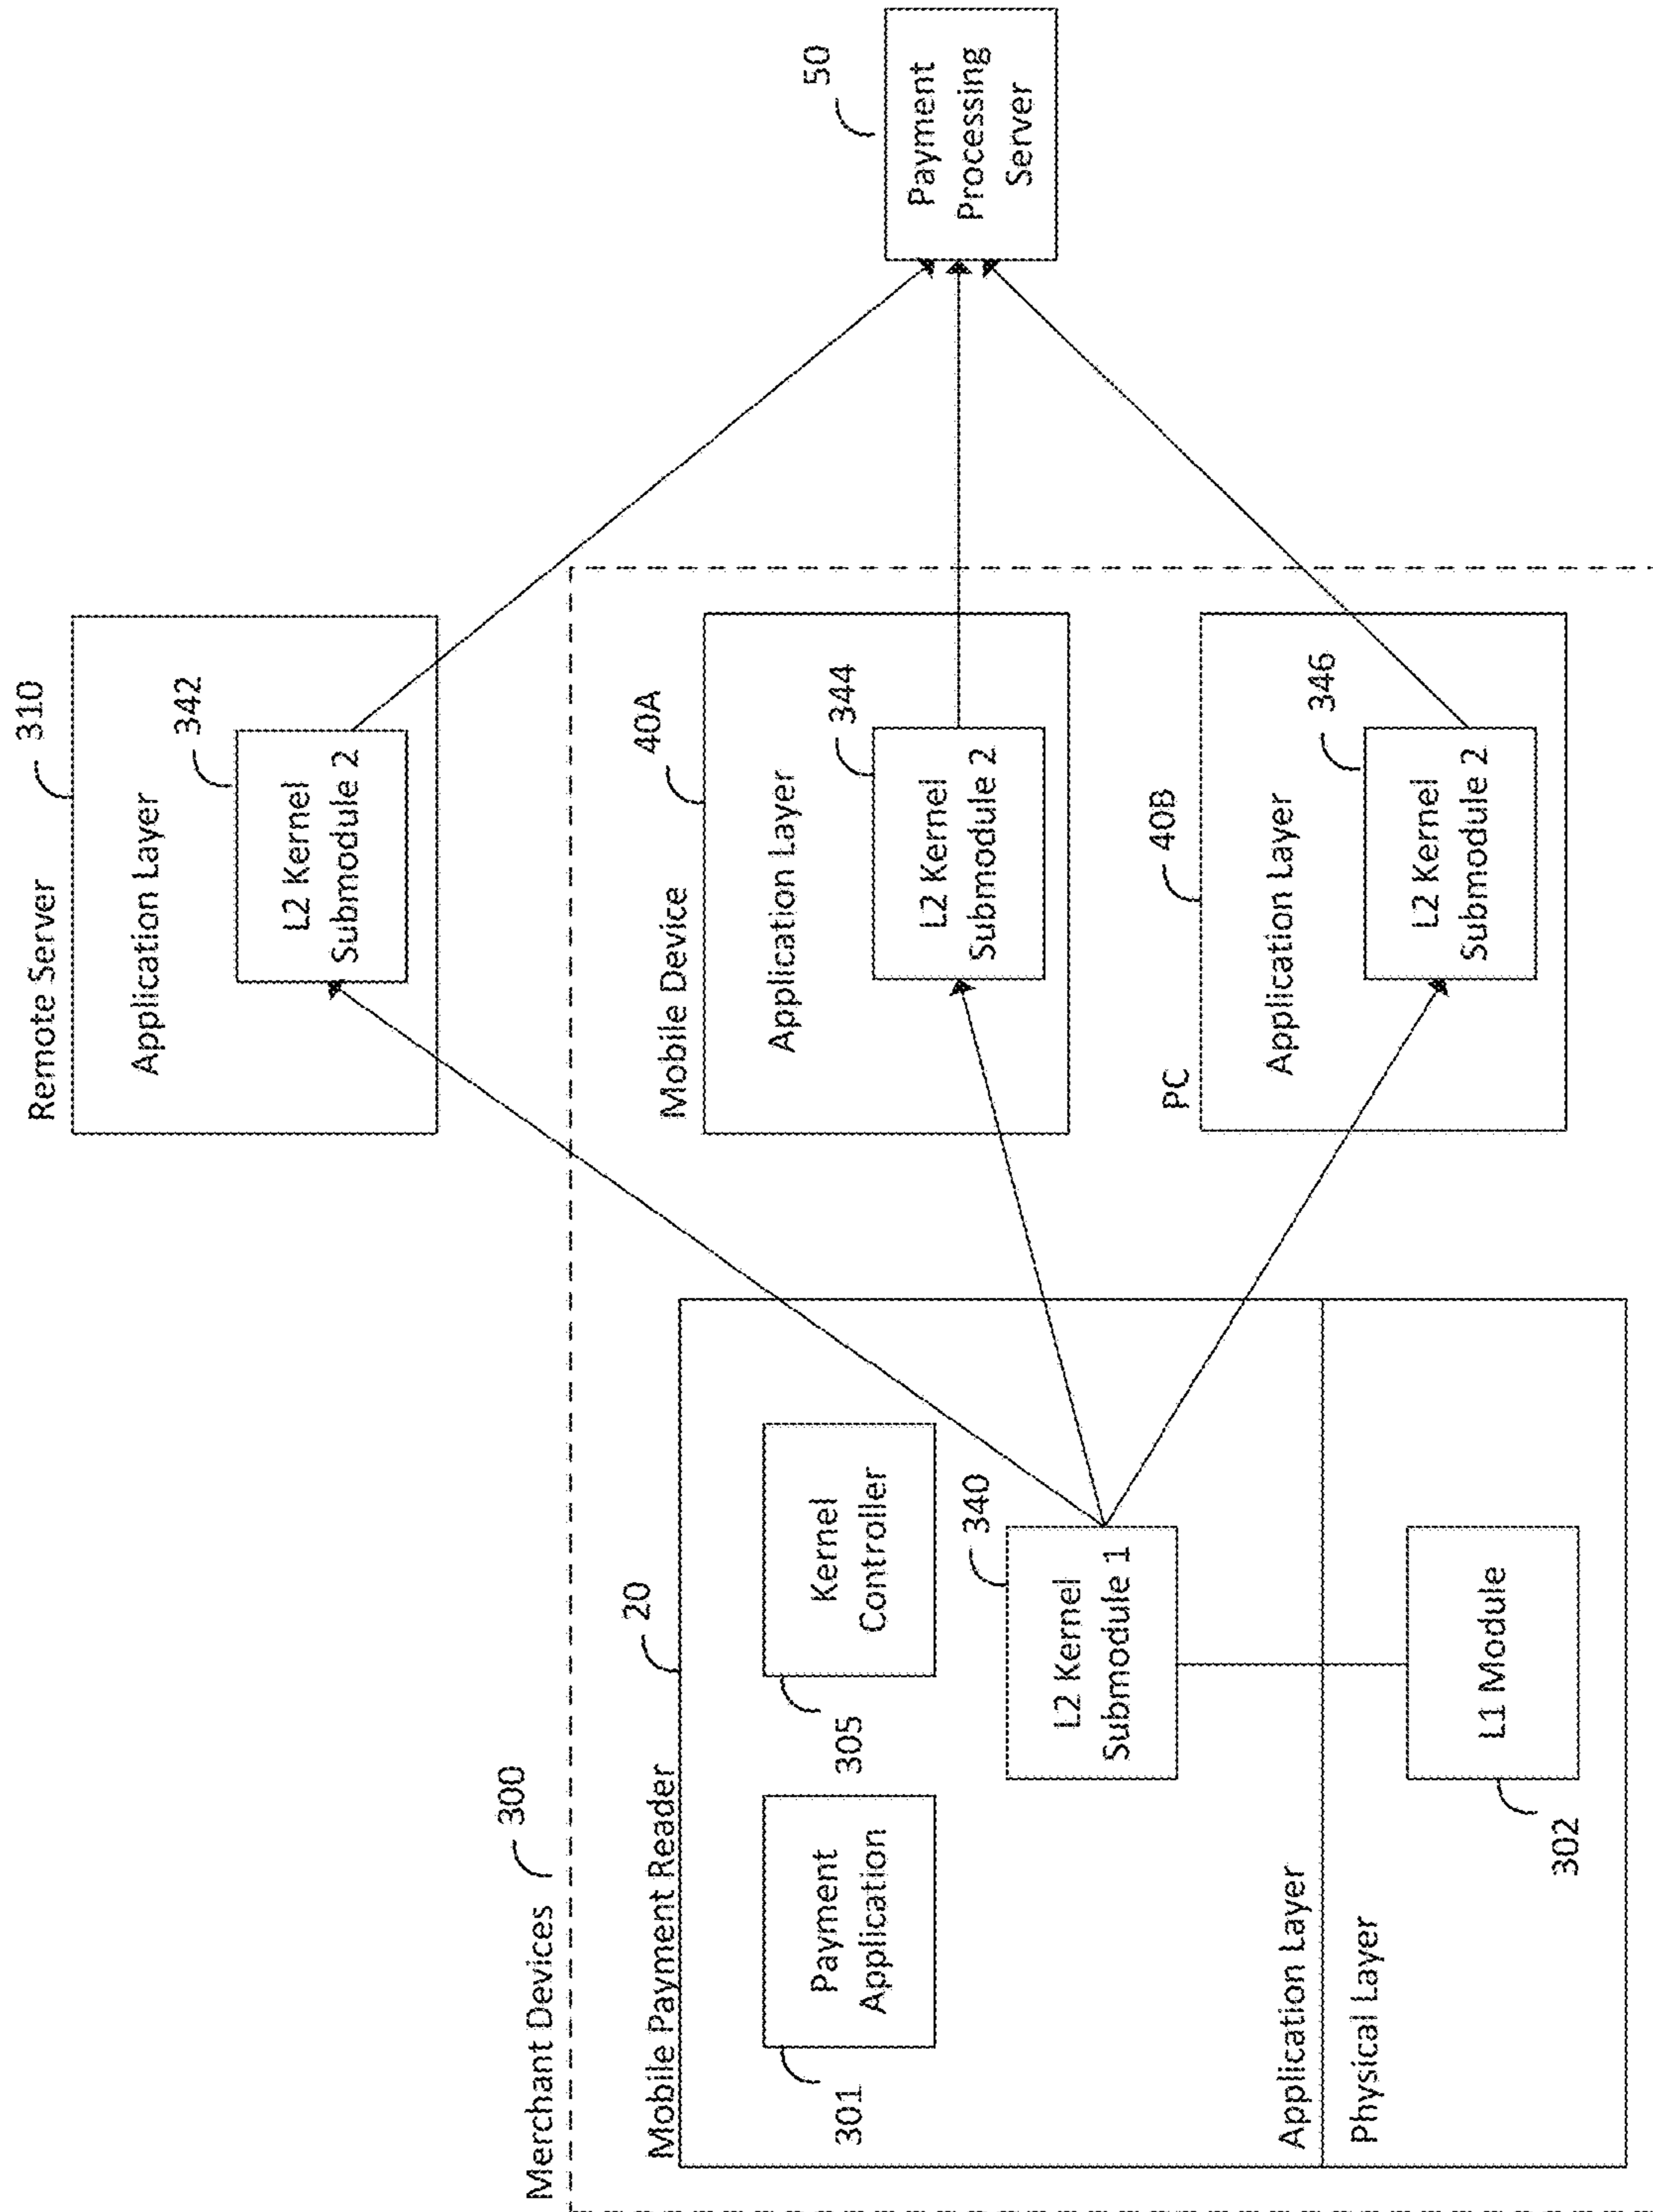 Remote Server
310
Application Layer
342
L2 Kernel
Submodule 2
Merchant Devices
300
Mobile Payment Reader
20
Payment
Application
301
Kernel
Controller
305
340
L2 Kernel
Submodule 1
Application Layer
Physical Layer
L1 Module
302
Mobile Device
40A
Application Layer
344
L2 Kernel
Submodule 2
PC
40B
Application Layer
346
L2 Kernel
Submodule 2
50
Payment
Processing
Server